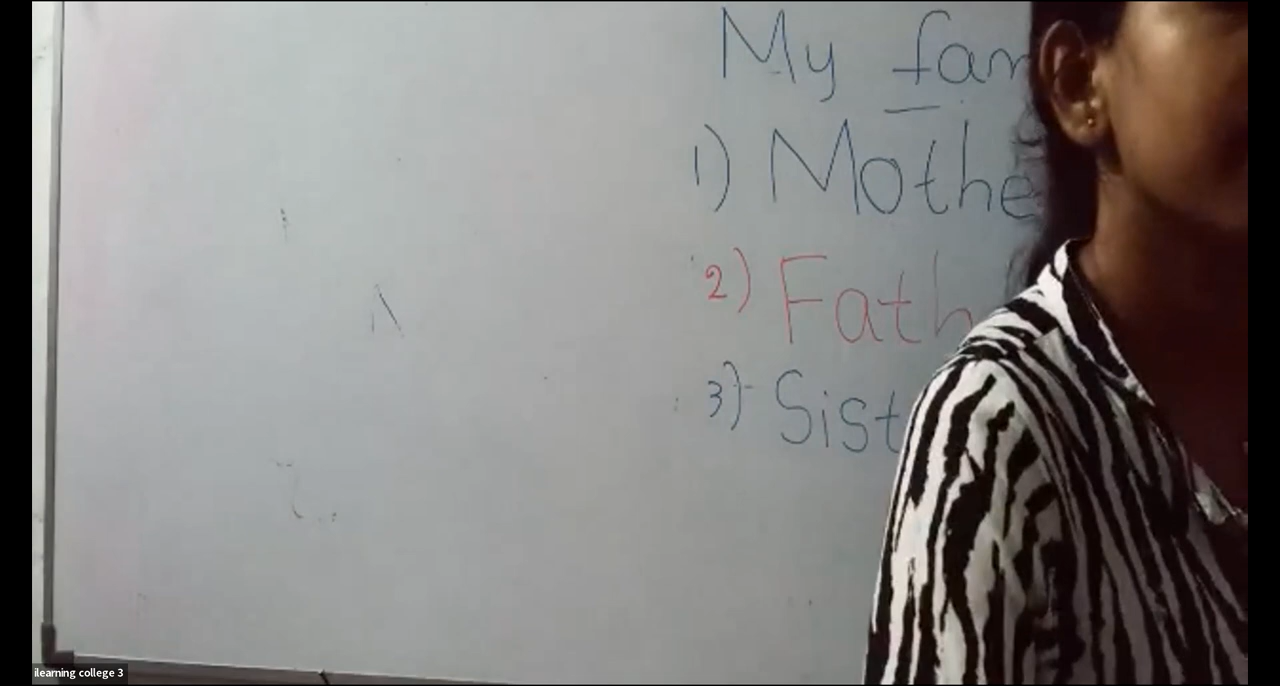 My fam
1) Mothe
2) Fath
3) Sist
ilearning college 3